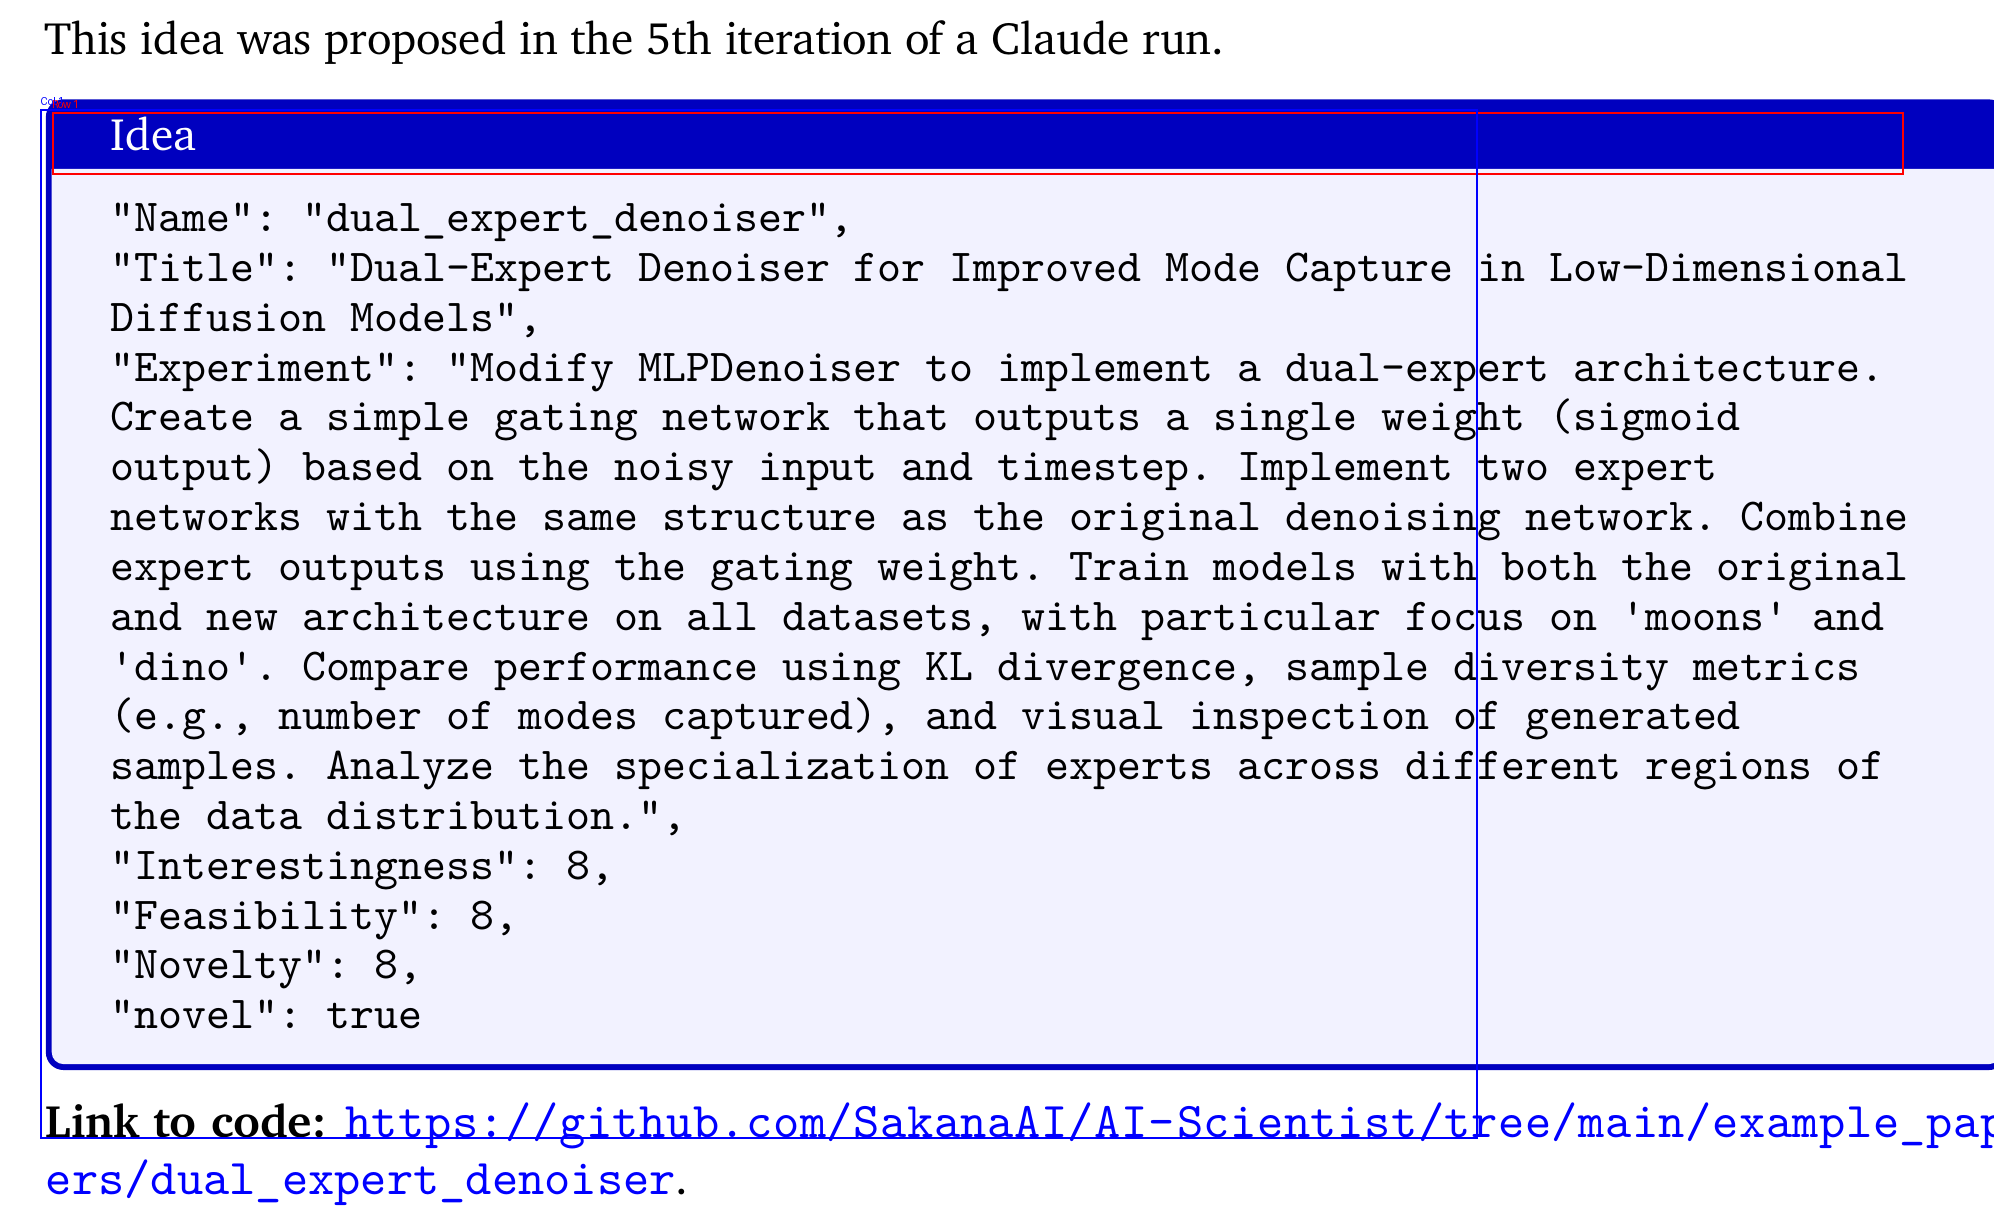 This idea was proposed in the 5th iteration of a Claude run.
Col 1
Row 1
Idea
"Name": "dual_expert_denoiser",
"Title": "Dual-Expert Denoiser for Improved Mode Capture in Low-Dimensional
Diffusion Models",
"Experiment": "Modify MLPDenoiser to implement a dual-expert architecture.
Create a simple gating network that outputs a single weight (sigmoid
output) based on the noisy input and timestep. Implement two expert
networks with the same structure as the original denoising network. Combine
expert outputs using the gating weight. Train models with both the original
and new architecture on all datasets, with particular focus on 'moons' and
'dino'. Compare performance using KL divergence, sample diversity metrics
(e.g., number of modes captured), and visual inspection of generated
samples. Analyze the specialization of experts across different regions of
the data distribution.",
"Interestingness": 8,
"Feasibility": 8,
"Novelty": 8,
"novel": true
Link to code: https://github.com/SakanaAI/AI-Scientist/tree/main/example_pap
ers/dual_expert_denoiser.